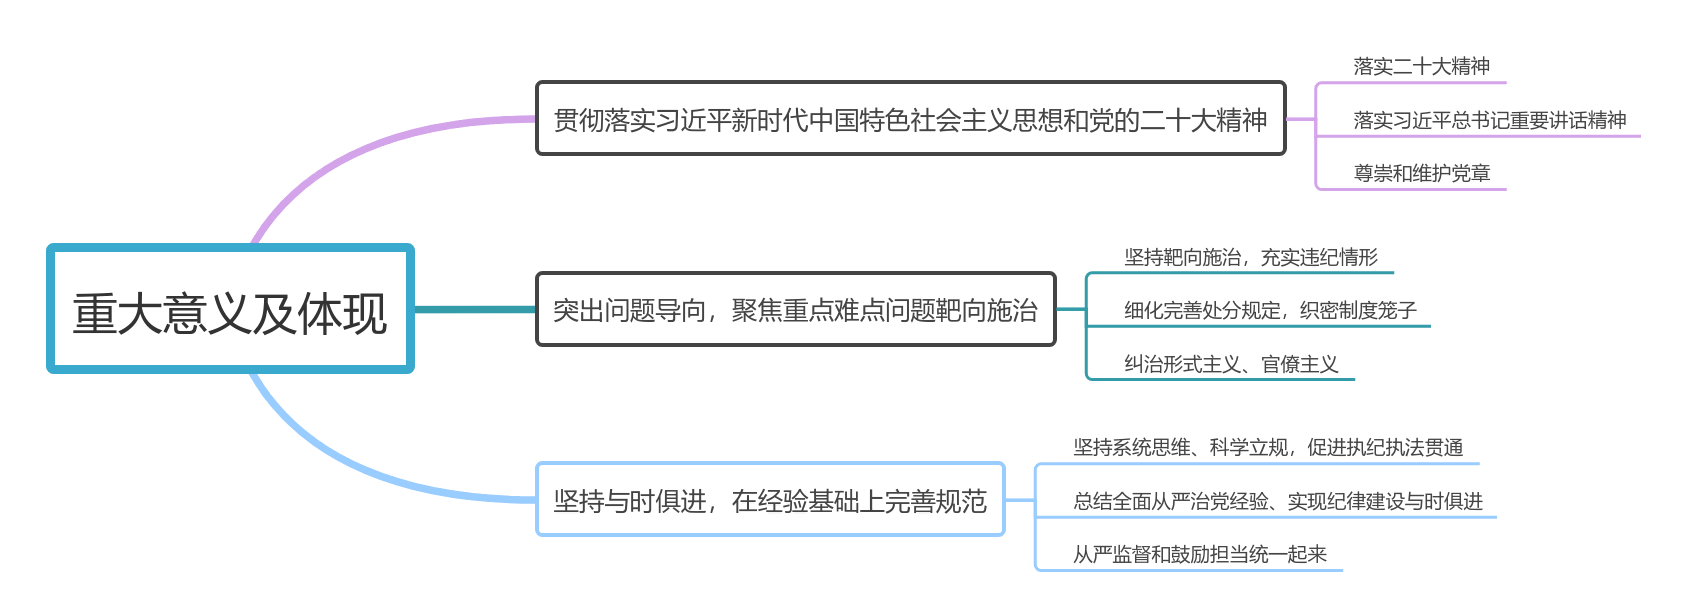 重大意义及体现
贯彻落实习近平新时代中国特色社会主义思想和党的二十大精神
落实二十大精神
落实习近平总书记重要讲话精神
尊崇和维护党章
突出问题导向，聚焦重点难点问题靶向施治
坚持靶向施治，充实违纪情形
细化完善处分规定，织密制度笼子
纠治形式主义、官僚主义
坚持与时俱进，在经验基础上完善规范
坚持系统思维、科学立规，促进执纪执法贯通
总结全面从严治党经验、实现纪律建设与时俱进
从严监督和鼓励担当统一起来